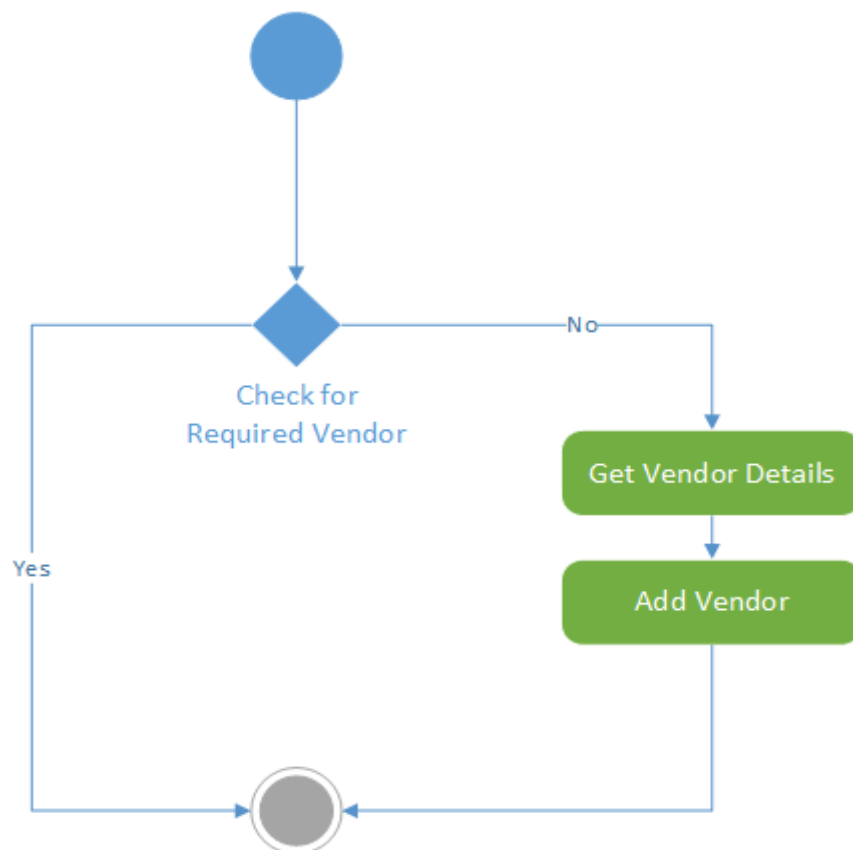 No
Check for
Required Vendor
Get Vendor Details
Yes
Add Vendor